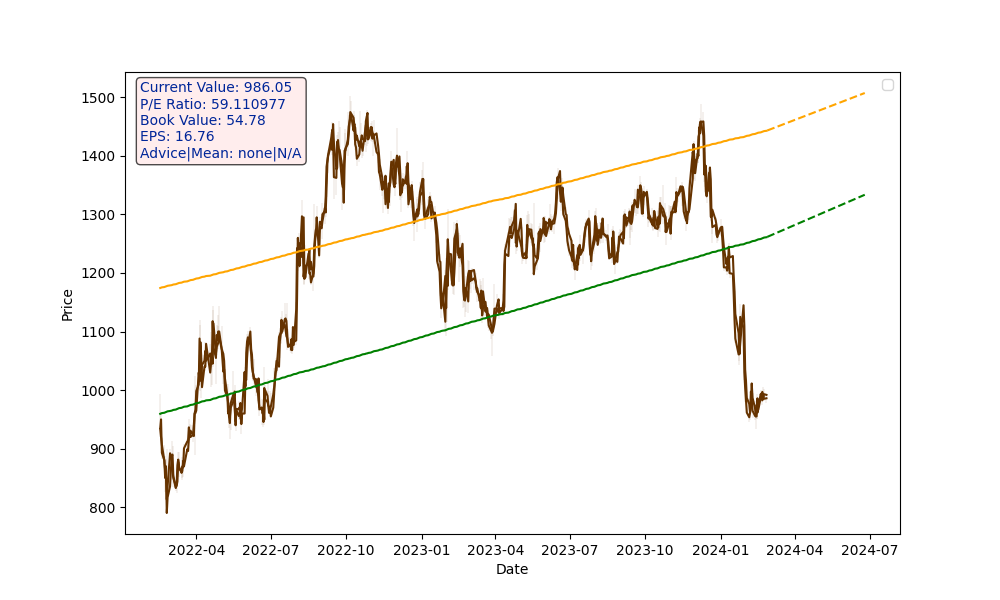 Current Value: 986.05
P/E Ratio: 59.110977
Book Value: 54.78
EPS: 16.76
Advice|Mean: none|N/A
Price
1500
1400
1300
1200
1100
1000
900
800
2022-04 2022-07 2022-10 2023-01 2023-04 2023-07 2023-10 2024-01 2024-04 2024-07
Date